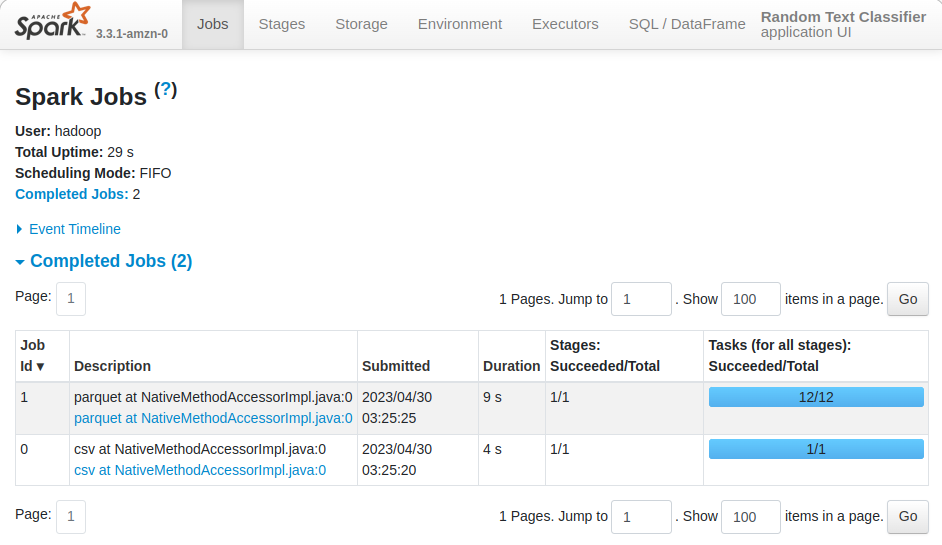 APACHE
Spark 3.3.1-amzn-0 Jobs Stages Storage Environment Executors SQL / DataFrame Random Text Classifier
application UI
Spark Jobs (?)
User: hadoop
Total Uptime: 29 s
Scheduling Mode: FIFO
Completed Jobs: 2
Event Timeline
Completed Jobs (2)
Page: 1 1 Pages. Jump to 1 . Show 100 items in a page. Go
Job Id ▾ Description Submitted Duration Stages: Succeeded/Total Tasks (for all stages): Succeeded/Total
1 parquet at NativeMethodAccessorImpl.java:0 2023/04/30 9 s 1/1 12/12
parquet at NativeMethodAccessorImpl.java:0 03:25:25
0 csv at NativeMethodAccessorImpl.java:0 2023/04/30 4 s 1/1 1/1
csv at NativeMethodAccessorImpl.java:0 03:25:20
Page: 1 1 Pages. Jump to 1 . Show 100 items in a page. Go